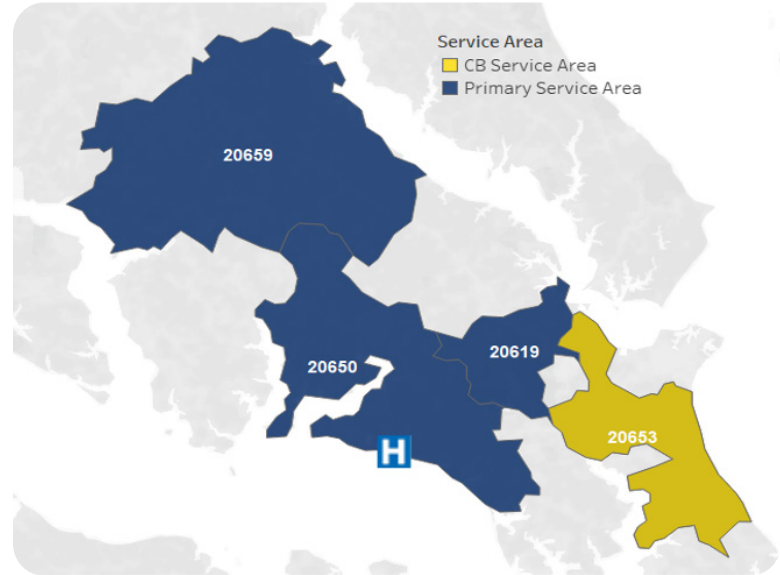 Service Area
CB Service Area
Primary Service Area
20659
20619
20650
20653
H